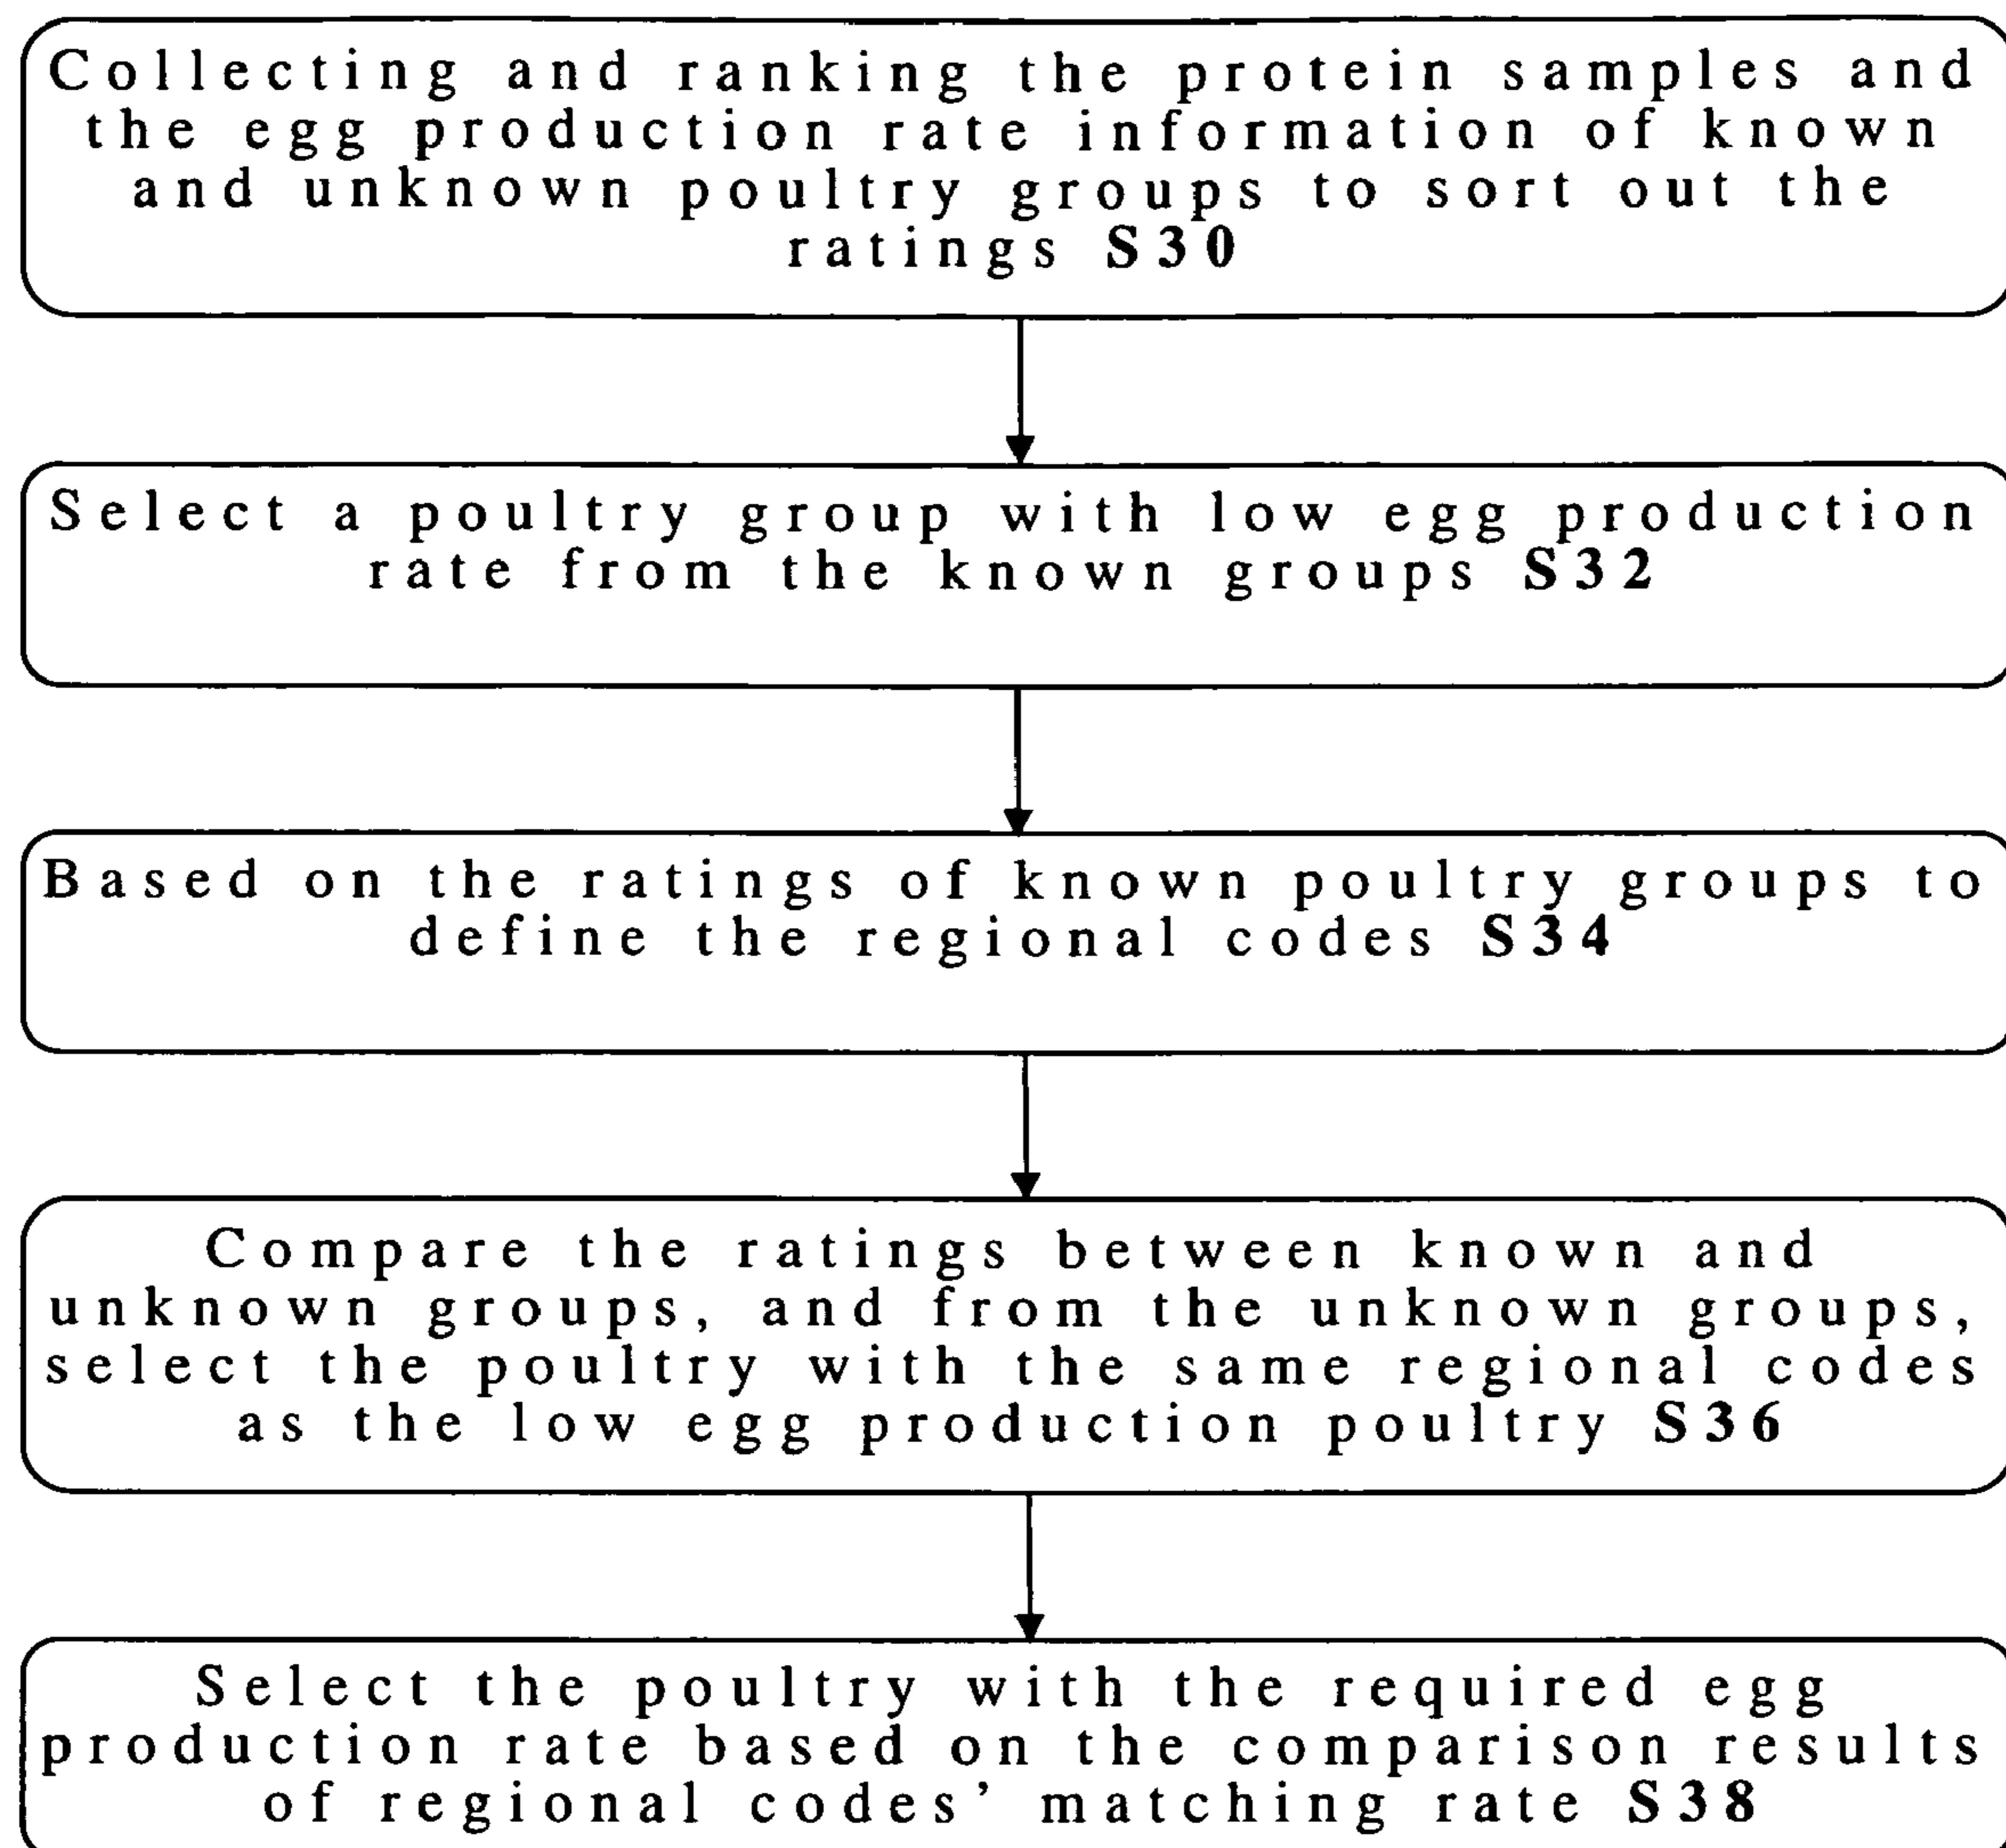 Collecting and ranking the protein samples and
the egg production rate information of known
and unknown poultry groups to sort out the
ratings S30
Select a poultry group with low egg production
rate from the known groups S32
Based on the ratings of known poultry groups to
define the regional codes S34
Compare the ratings between known and
unknown groups, and from the unknown groups,
select the poultry with the same regional codes
as the low egg production poultry S36
Select the poultry with the required egg
production rate based on the comparison results
of regional codes’ matching rate S38